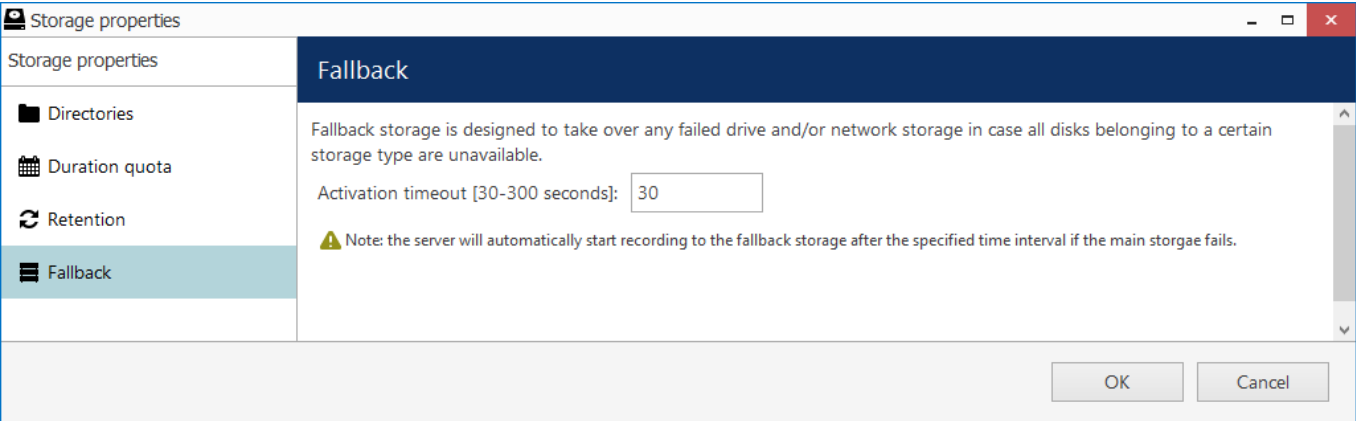 Storage properties
Storage properties
Directories
Duration quota
Retention
Fallback
Fallback
Fallback storage is designed to take over any failed drive and/or network storage in case all disks belonging to a certain
storage type are unavailable.
Activation timeout [30-300 seconds]: 30
Note: the server will automatically start recording to the fallback storage after the specified time interval if the main storgae fails.
OK Cancel